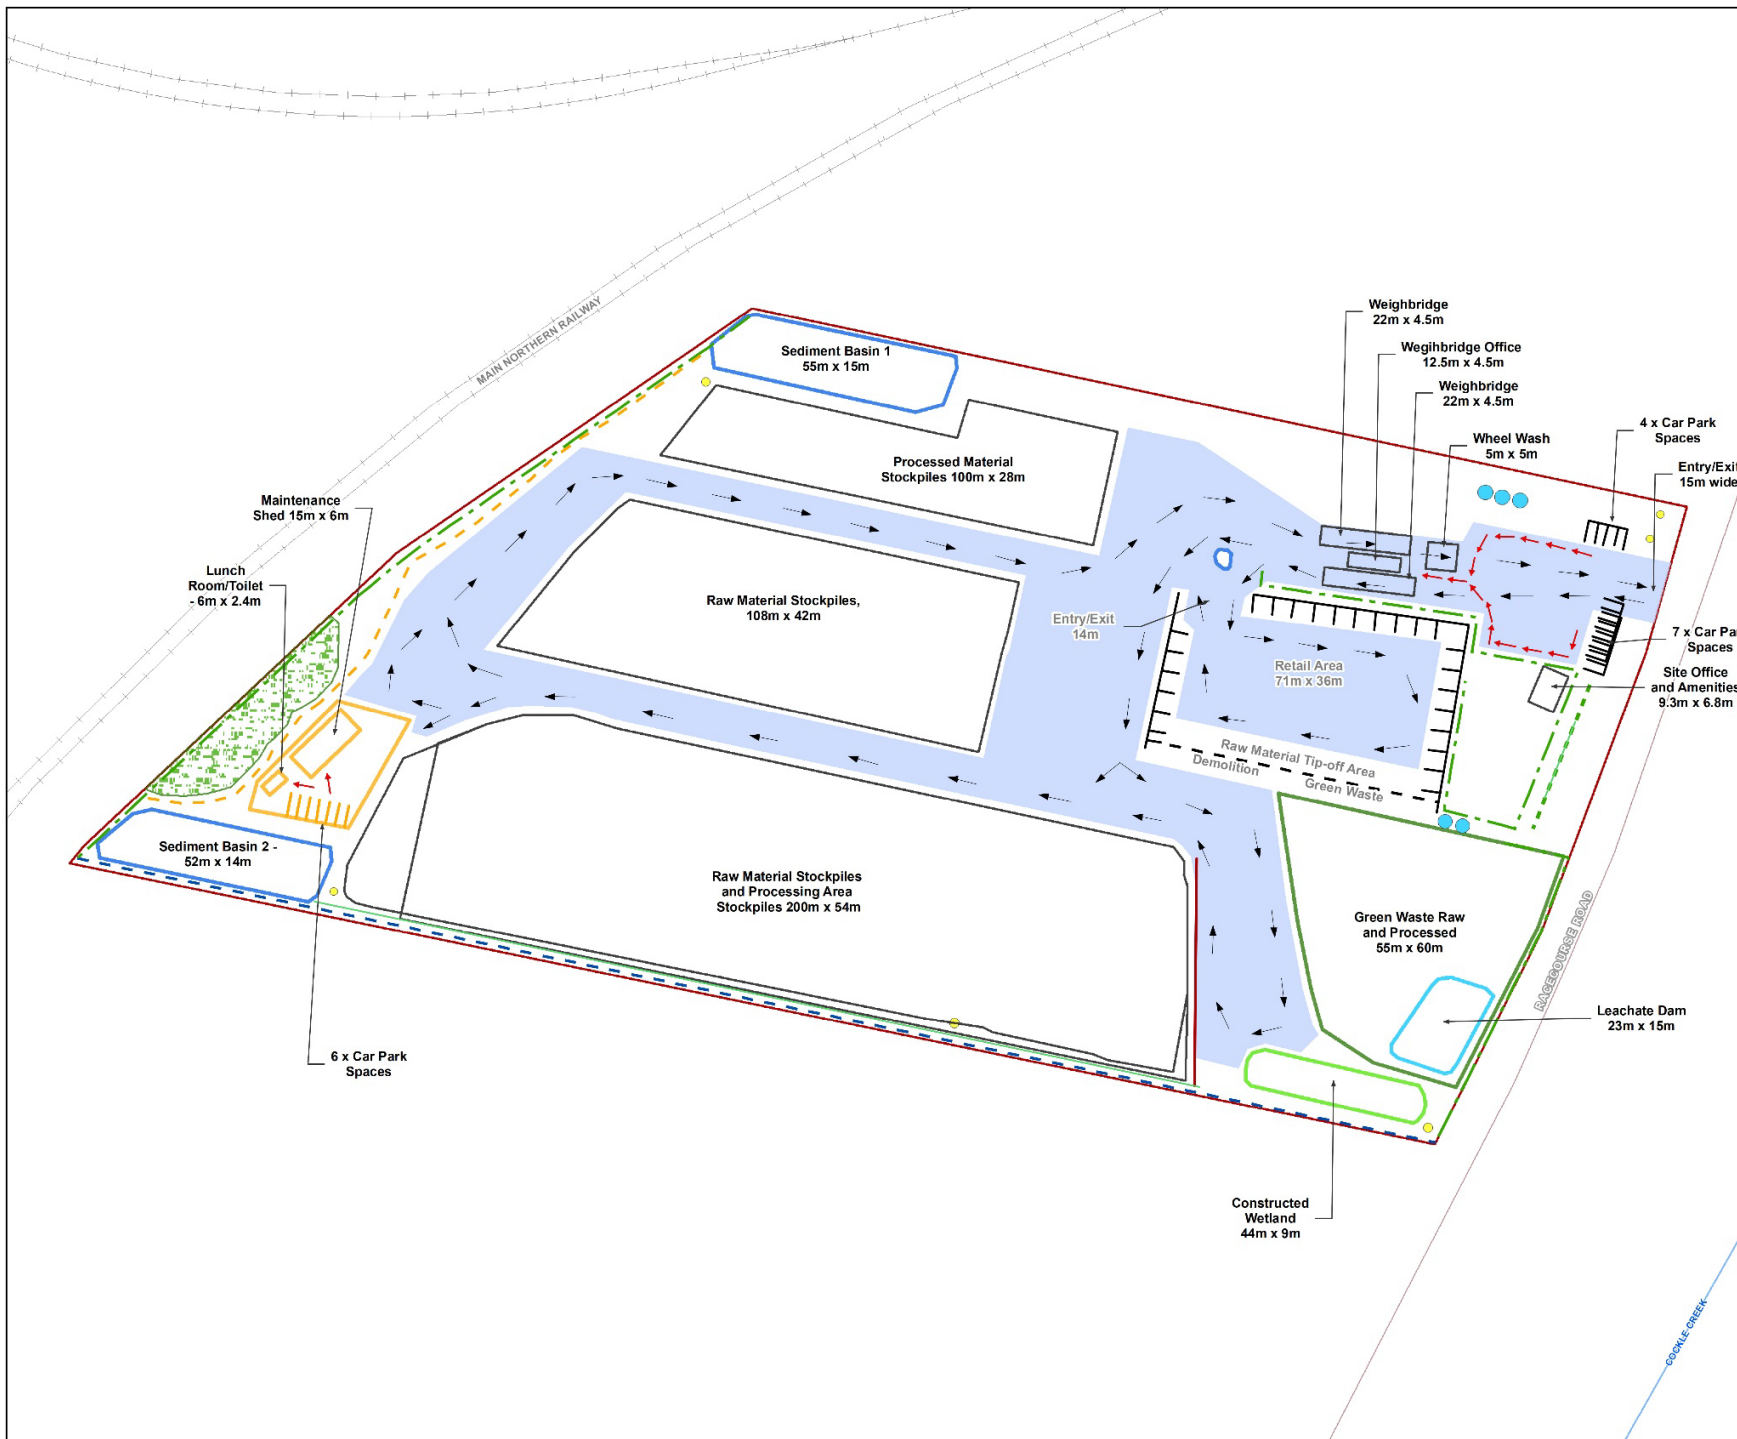 MAIN NORTHERN RAILWAY
Weighbridge
22m x 4.5m
Wegihbridge Office
12.5m x 4.5m
Weighbridge
22m x 4.5m
Wheel Wash
5m x 5m
4 x Car Park
Spaces
Entry/Exit
15m wide
Sediment Basin 1
55m x 15m
Processed Material
Stockpiles 100m x 28m
Maintenance
Shed 15m x 6m
Lunch
Room/Toilet
- 6m x 2.4m
Raw Material Stockpiles,
108m x 42m
Entry/Exit
14m
Retail Area
71m x 36m
7 x Car Pa
Spaces
Site Office
and Amenities
9.3m x 6.8m
Raw Material Tip-off Area
Demolition
Green Waste
Sediment Basin 2 -
52m x 14m
Raw Material Stockpiles
and Processing Area
Stockpiles 200m x 54m
Green Waste Raw
and Processed
55m x 60m
RACECOURSE ROAD
Leachate Dam
23m x 15m
6 x Car Park
Spaces
Constructed
Wetland
44m x 9m
COCKLE CREEK